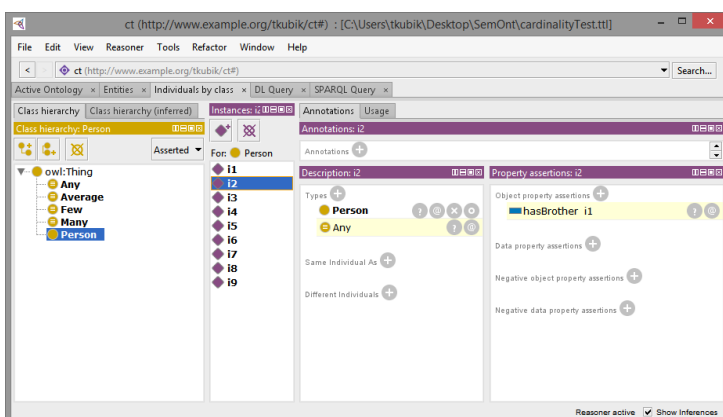 ct (http://www.example.org/tkubik/ct#) : [C:\Users\tkubik\Desktop\SemOnt\cardinalityTest.ttl]
File Edit View Reasoner Tools Refactor Window Help
< > ct (http://www.example.org/tkubik/ct#) Search...
Active Ontology × Entities × Individuals by class × DL Query × SPARQL Query ×
Class hierarchy Class hierarchy (inferred)
Class hierarchy: Person
Asserted
owl:Thing
Any
Average
Few
Many
Person
Instances: i2
For: Person
i1
i2
i3
i4
i5
i6
i7
i8
i9
Annotations Usage
Annotations: i2
Annotations
Description: i2
Types
Person
Any
Same Individual As
Different Individuals
Property assertions: i2
Object property assertions
hasBrother i1
Data property assertions
Negative object property assertions
Negative data property assertions
Reasoner active Show Inferences